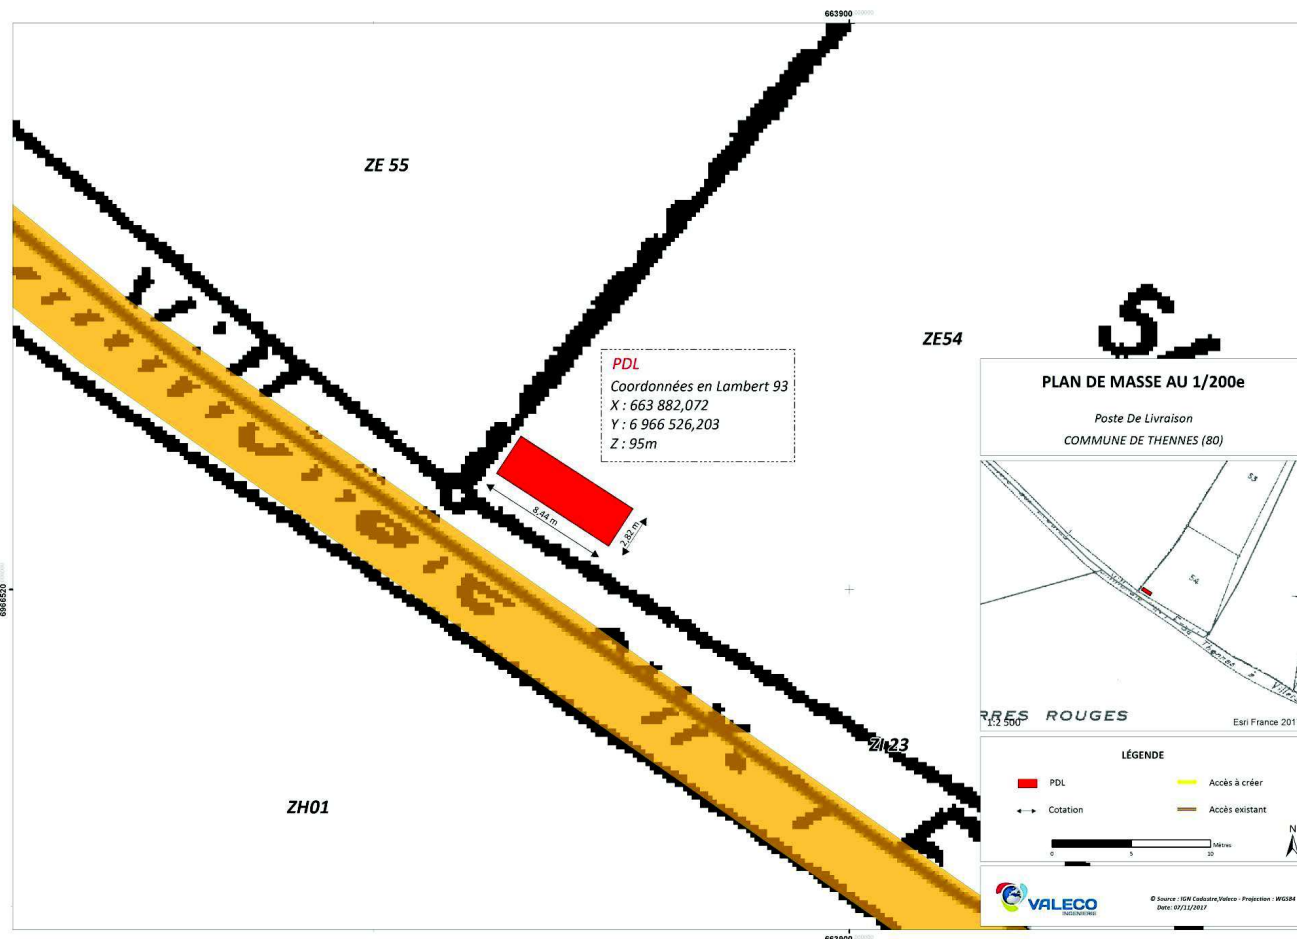 663900
ZE 55
ZE54
PDL
Coordonnées en Lambert 93
X : 663 882,072
Y : 6 966 526,203
Z : 95m
8,44 m
2,82 m
6966520
ZI 23
ZH01
PLAN DE MASSE AU 1/200e
Poste De Livraison
COMMUNE DE THENNES (80)
53
54
Thennes à
RRES ROUGES
1:2 500
Esri France 201
LÉGENDE
PDL
Accès à créer
Cotation
Accès existant
N
Mètres
0 5 10
VALECO
INGENIERIE
© Source : IGN Cadastre,Valeco - Projection : WGS84
Date: 07/11/2017
663900